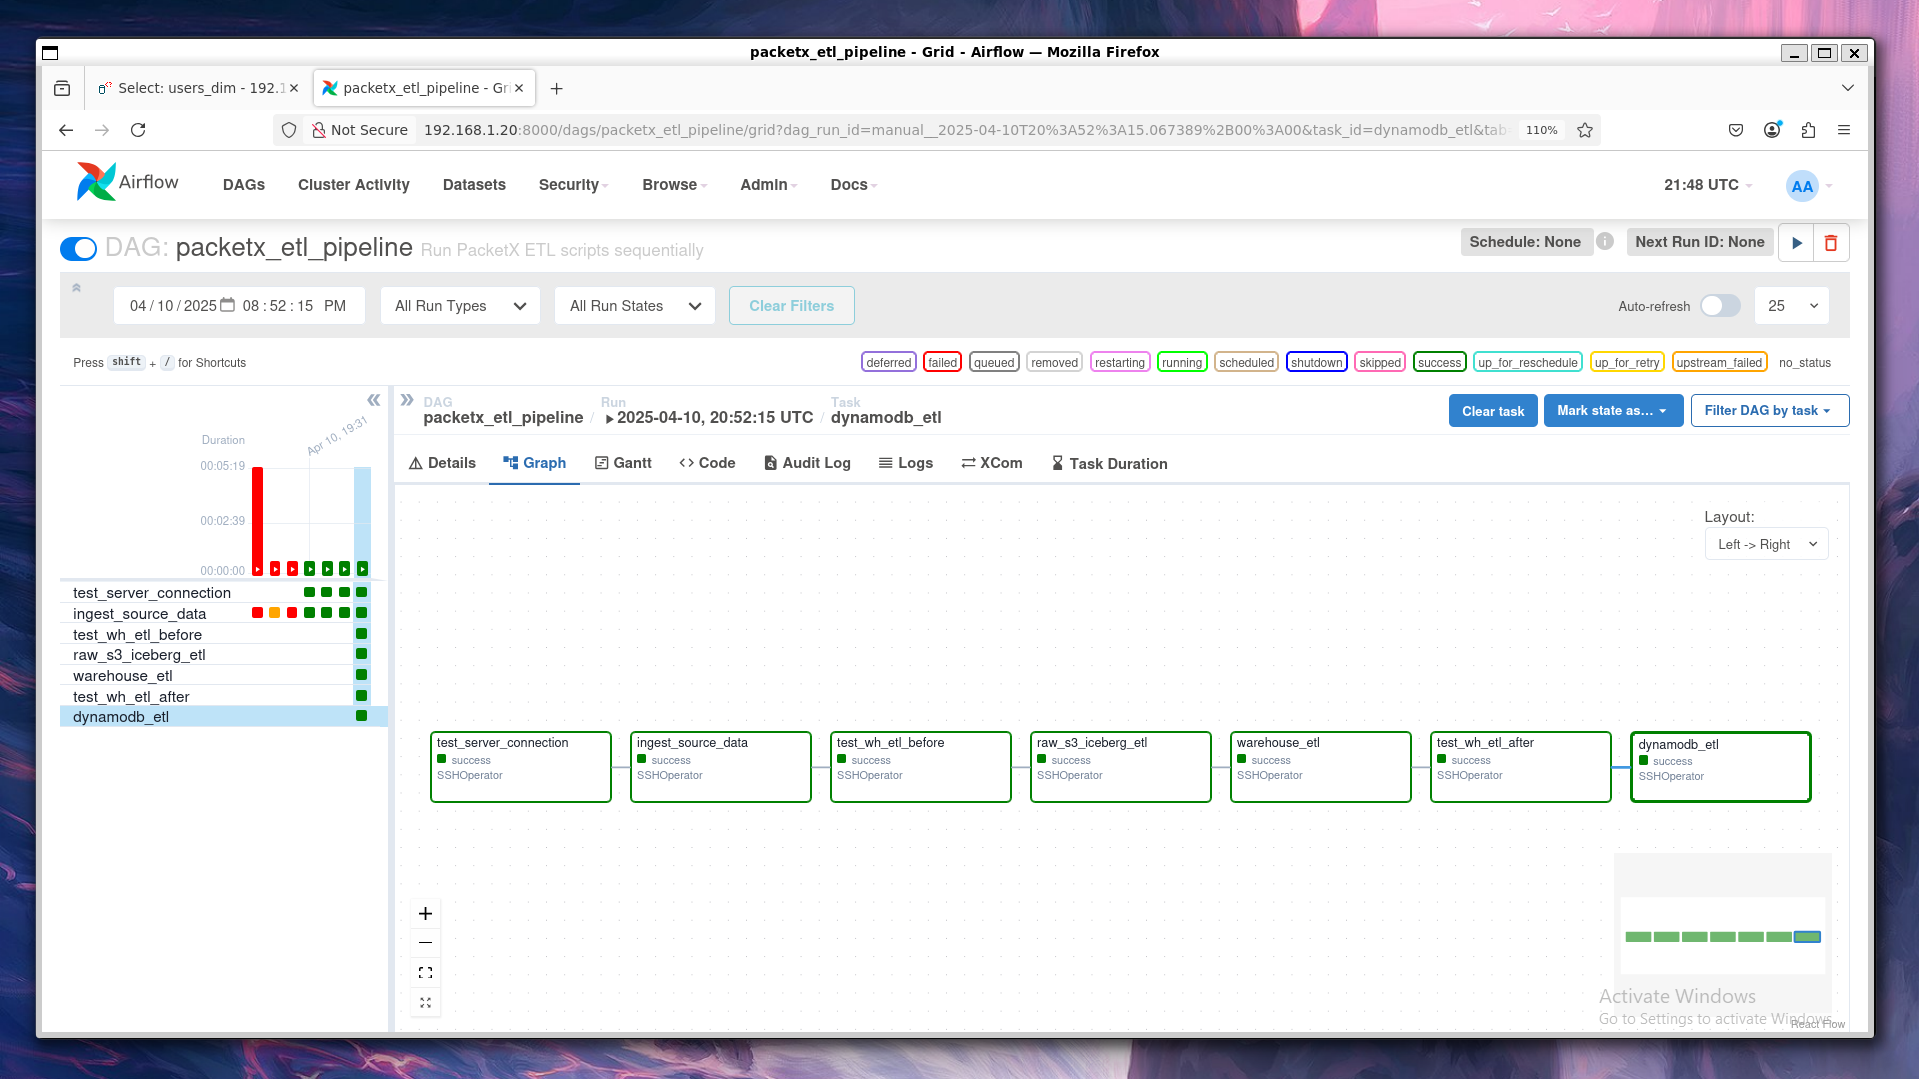 packetx_etl_pipeline - Grid - Airflow — Mozilla Firefox
Select: users_dim - 192.1
packetx_etl_pipeline - Gri
Not Secure
192.168.1.20:8000/dags/packetx_etl_pipeline/grid?dag_run_id=manual__2025-04-10T20%3A52%3A15.067389%2B00%3A00&task_id=dynamodb_etl&tab
110%
Airflow
DAGs
Cluster Activity
Datasets
Security
Browse
Admin
Docs
21:48 UTC
AA
DAG: packetx_etl_pipeline Run PacketX ETL scripts sequentially
Schedule: None
Next Run ID: None
04 / 10 / 2025 08 : 52 : 15 PM
All Run Types
All Run States
Clear Filters
Auto-refresh
25
Press shift + / for Shortcuts
deferred
failed
queued
removed
restarting
running
scheduled
shutdown
skipped
success
up_for_reschedule
up_for_retry
upstream_failed
no_status
Duration
Apr 10, 19:31
00:05:19
00:02:39
00:00:00
test_server_connection
ingest_source_data
test_wh_etl_before
raw_s3_iceberg_etl
warehouse_etl
test_wh_etl_after
dynamodb_etl
DAG
packetx_etl_pipeline
/
Run
2025-04-10, 20:52:15 UTC
/
Task
dynamodb_etl
Clear task
Mark state as...
Filter DAG by task
Details
Graph
Gantt
Code
Audit Log
Logs
XCom
Task Duration
Layout:
Left -> Right
test_server_connection
success
SSHOperator
ingest_source_data
success
SSHOperator
test_wh_etl_before
success
SSHOperator
raw_s3_iceberg_etl
success
SSHOperator
warehouse_etl
success
SSHOperator
test_wh_etl_after
success
SSHOperator
dynamodb_etl
success
SSHOperator
Activate Windows
Go to Settings to activate Windows.
React Flow